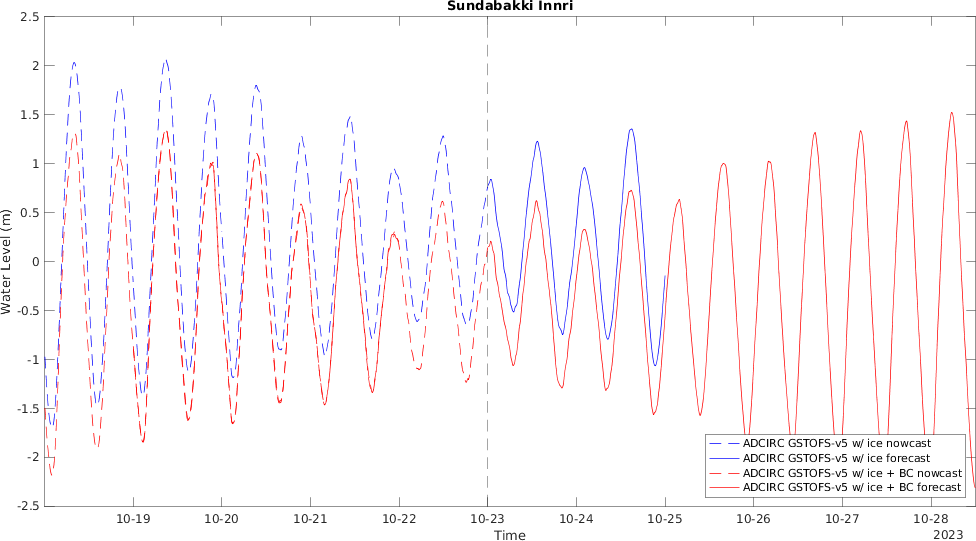 Sundabakki Innri
2.5
2
1.5
1
0.5
0
-0.5
-1
-1.5
-2
-2.5
Water Level (m)
ADCIRC GSTOFS-v5 w/ ice nowcast
ADCIRC GSTOFS-v5 w/ ice forecast
ADCIRC GSTOFS-v5 w/ ice + BC nowcast
ADCIRC GSTOFS-v5 w/ ice + BC forecast
10-19 10-20 10-21 10-22 10-23 10-24 10-25 10-26 10-27 10-28
Time
2023